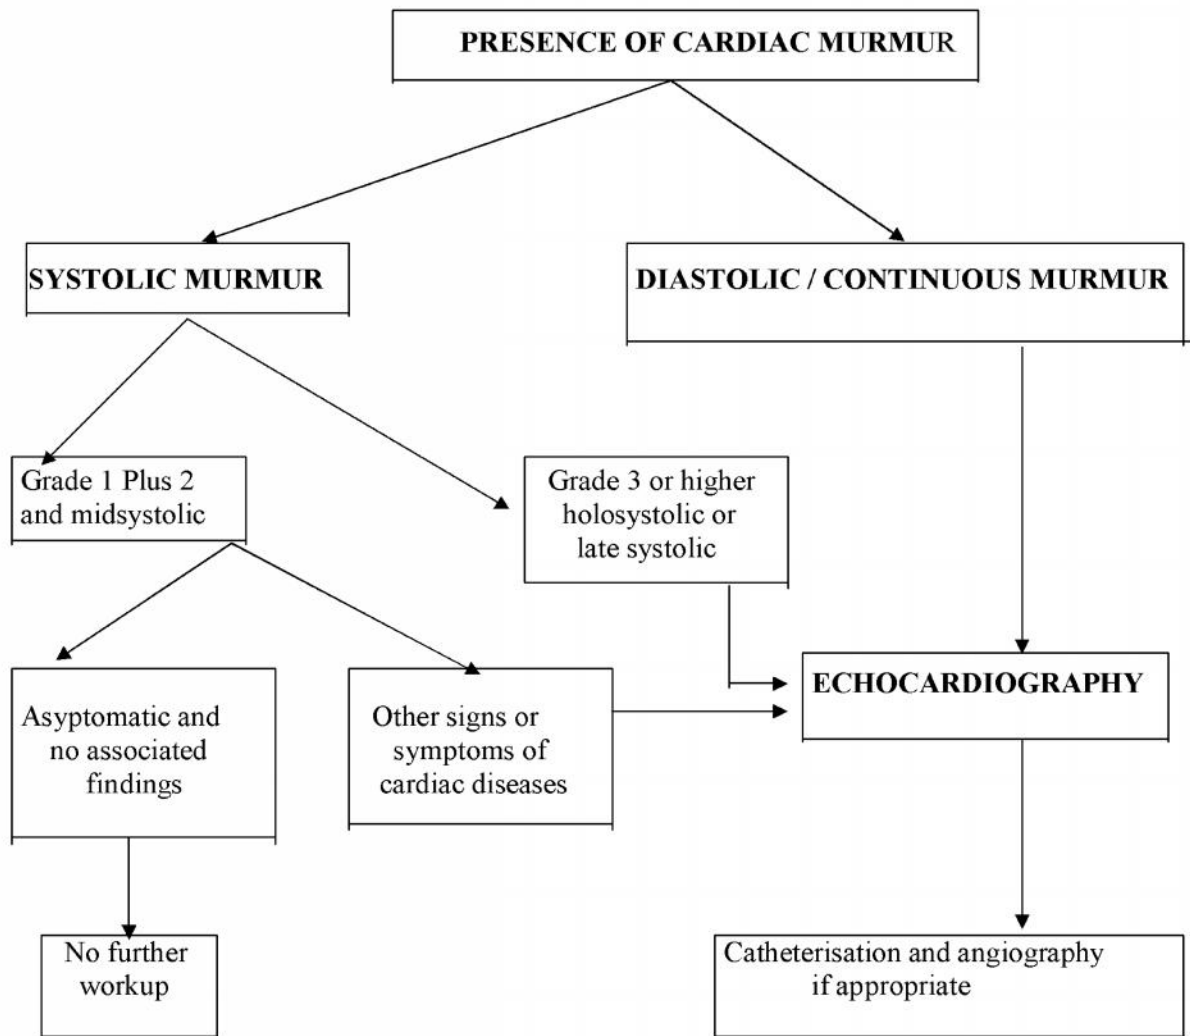 PRESENCE OF CARDIAC MURMUR
SYSTOLIC MURMUR
DIASTOLIC / CONTINUOUS MURMUR
Grade 1 Plus 2
and midsystolic
Grade 3 or higher
holosystolic or
late systolic
Asyptomatic and
no associated
findings
Other signs or
symptoms of
cardiac diseases
ECHOCARDIOGRAPHY
No further
workup
Catheterisation and angiography
if appropriate